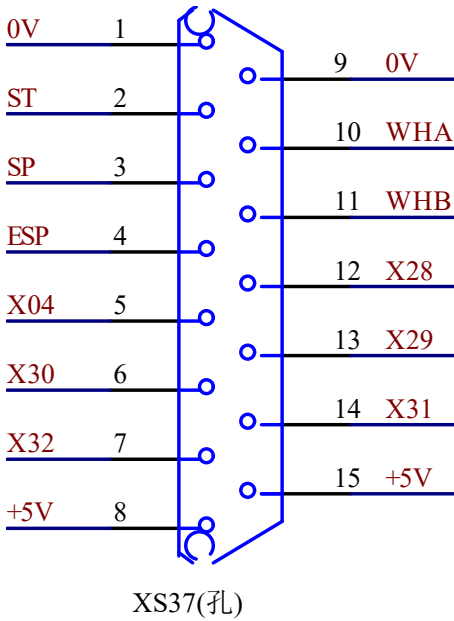 0V 1
9 0V
ST 2
10 WHA
SP 3
11 WHB
ESP 4
12 X28
X04 5
13 X29
X30 6
14 X31
X32 7
15 +5V
+5V 8
XS37(孔)